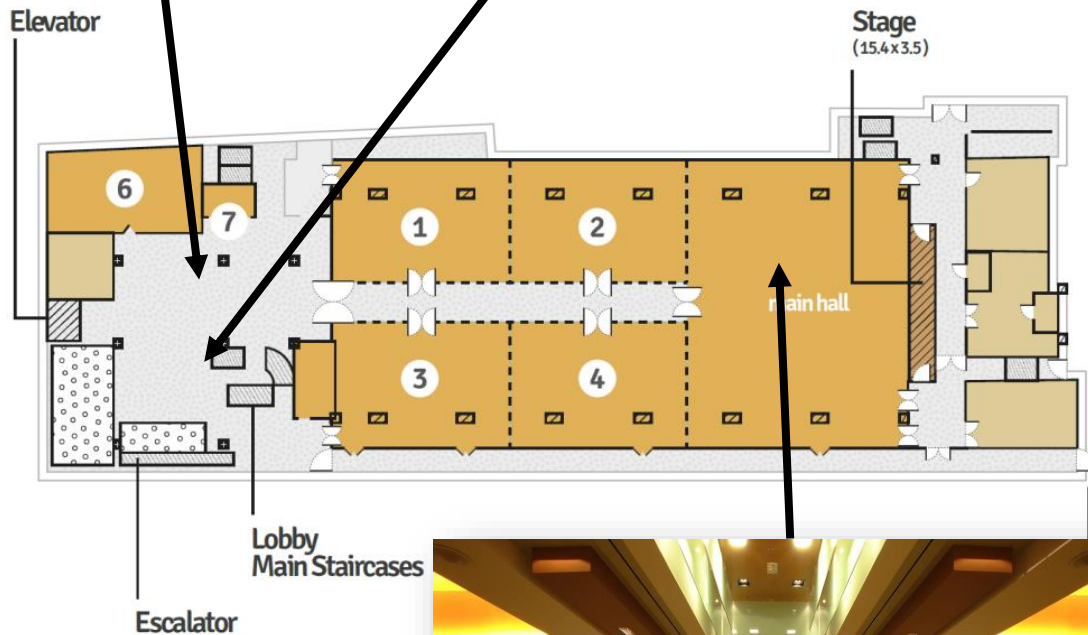 Elevator
Stage
(15.4x3.5)
6
7
1
2
main hall
3
4
Lobby
Main Staircases
Escalator